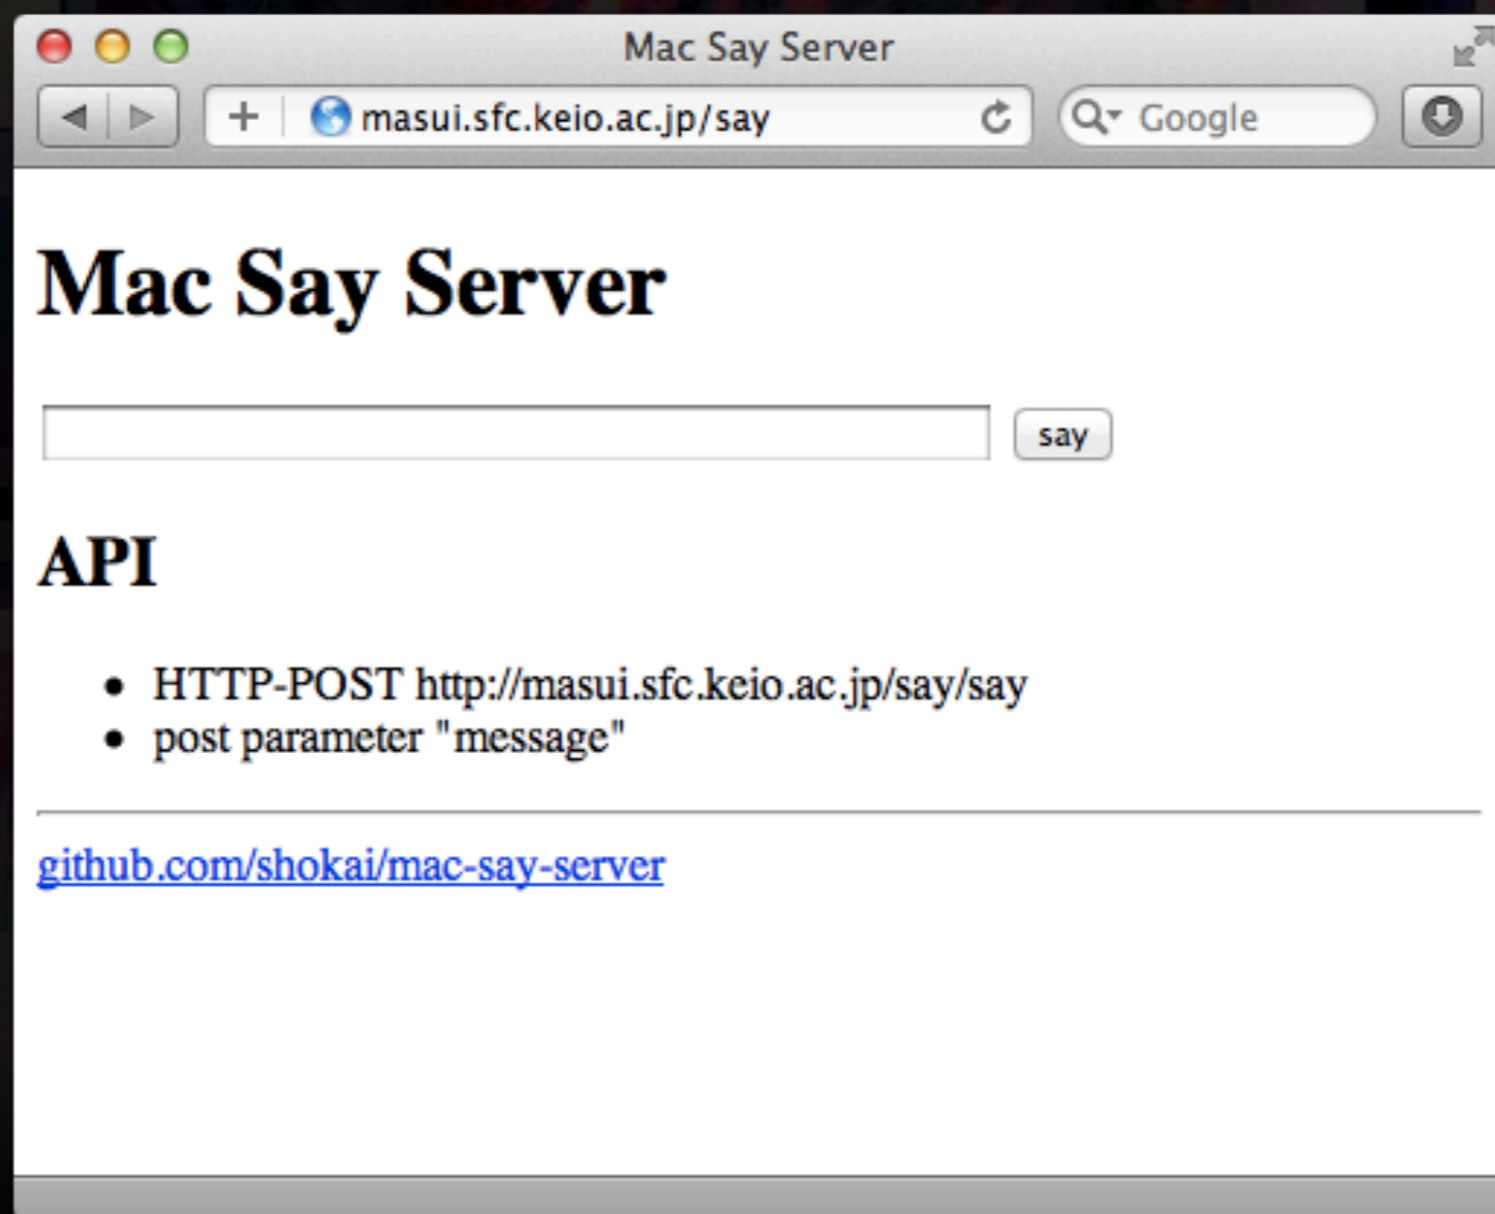 Mac Say Server
masui.sfc.keio.ac.jp/say
Google
Mac Say Server
say
API
HTTP-POST http://masui.sfc.keio.ac.jp/say/say
post parameter "message"
github.com/shokai/mac-say-server